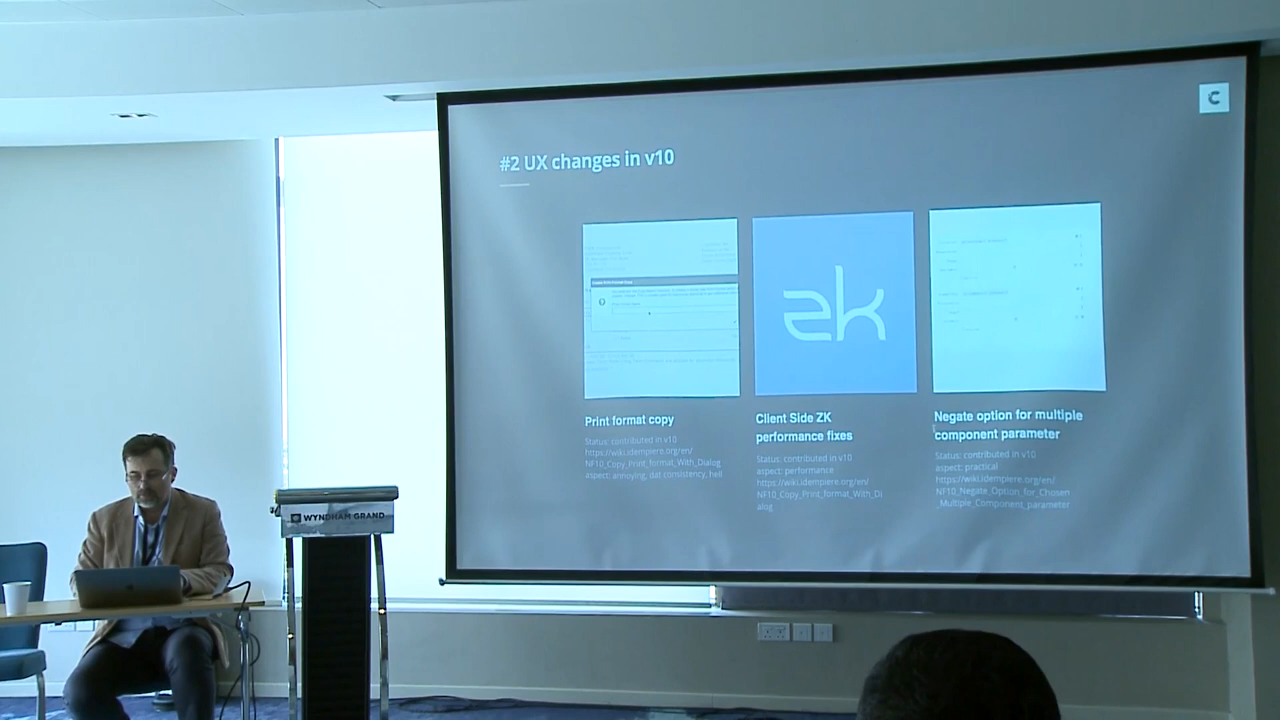 C
#2 UX changes in v10
zk
Print format copy
Status: contributed in v10
https://wiki.idempiere.org/en/
NF10_Copy_Print_format_With_Dialog
aspect: annoying, dat consistency, hell
Client Side ZK
performance fixes
Status: contributed in v10
aspect: performance
https://wiki.idempiere.org/en/
NF10_Copy_Print_format_With_Di
alog
Negate option for multiple
component parameter
Status: contributed in v10
aspect: practical
https://wiki.idempiere.org/en/
NF10_Negate_Option_for_Chosen
_Multiple_Component_parameter
WYNDHAM GRAND